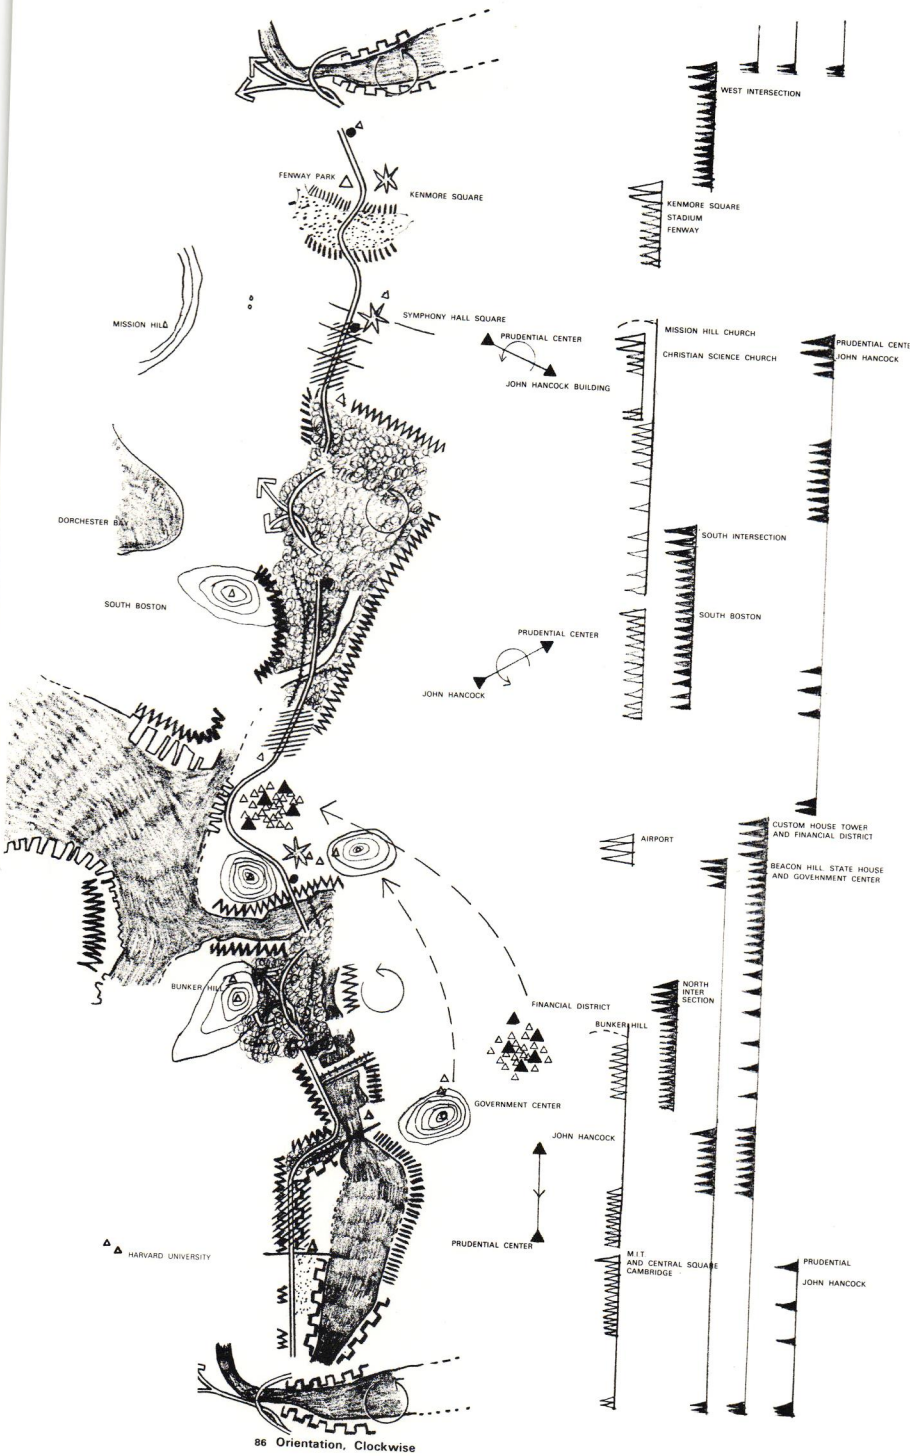 WEST INTERSECTION
FENWAY PARK
KENMORE SQUARE
KENMORE SQUARE
STADIUM
FENWAY
MISSION HILL
SYMPHONY HALL SQUARE
PRUDENTIAL CENTER
JOHN HANCOCK BUILDING
MISSION HILL CHURCH
CHRISTIAN SCIENCE CHURCH
PRUDENTIAL CENTE
JOHN HANCOCK
DORCHESTER BAY
SOUTH INTERSECTION
SOUTH BOSTON
SOUTH BOSTON
PRUDENTIAL CENTER
JOHN HANCOCK
AIRPORT
CUSTOM HOUSE TOWER
AND FINANCIAL DISTRICT
BEACON HILL STATE HOUSE
AND GOVERNMENT CENTER
BUNKER HILL
FINANCIAL DISTRICT
BUNKER HILL
NORTH
INTER
SECTION
GOVERNMENT CENTER
JOHN HANCOCK
PRUDENTIAL CENTER
HARVARD UNIVERSITY
M.I.T.
AND CENTRAL SQUARE
CAMBRIDGE
PRUDENTIAL
JOHN HANCOCK
86 Orientation, Clockwise